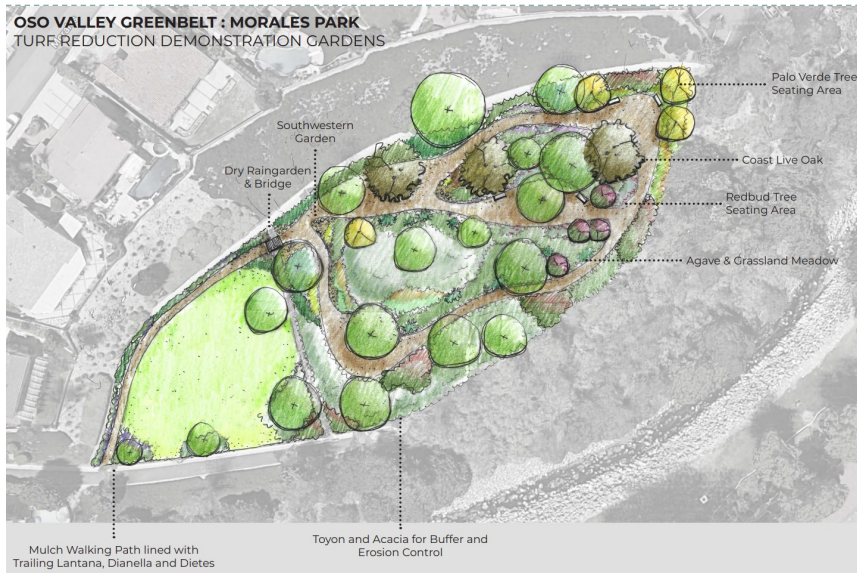 OSO VALLEY GREENBELT : MORALES PARK
TURF REDUCTION DEMONSTRATION GARDENS
Palo Verde Tree
Seating Area
Southwestern
Garden
Coast Live Oak
Dry Raingarden
& Bridge
Redbud Tree
Seating Area
Agave & Grassland Meadow
Toyon and Acacia for Buffer and
Erosion Control
Mulch Walking Path lined with
Trailing Lantana, Dianella and Dietes